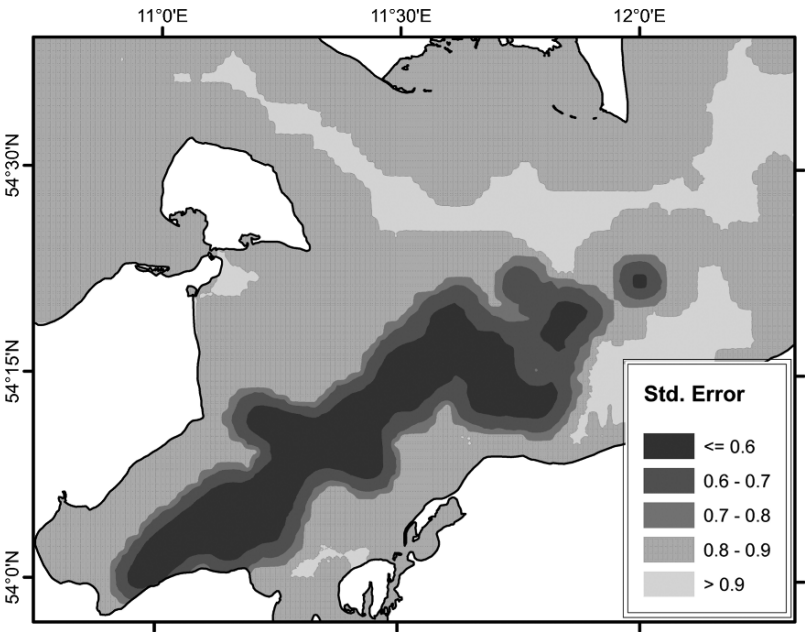 11°0'E 11°30'E 12°0'E
54°30'N
54°15'N
54°0'N
Std. Error
<= 0.6
0.6 - 0.7
0.7 - 0.8
0.8 - 0.9
> 0.9